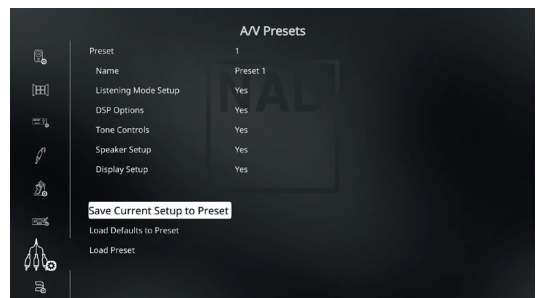 A/V Presets
Preset 1
Name Preset 1
Listening Mode Setup Yes
DSP Options Yes
Tone Controls Yes
Speaker Setup Yes
Display Setup Yes
Save Current Setup to Preset
Load Defaults to Preset
Load Preset
NAD